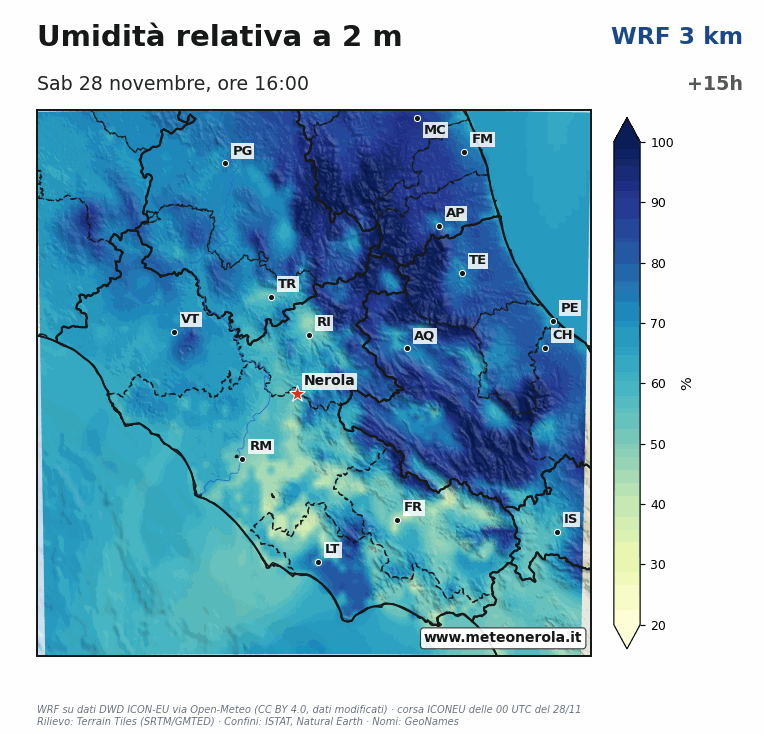 Umidità relativa a 2 m
WRF 3 km
Sab 28 novembre, ore 16:00
+15h
MC
FM
PG
AP
TE
TR
PE
VT
RI
CH
AQ
Nerola
RM
FR
IS
LT
www.meteonerola.it
100
90
80
70
60
50
40
30
20
%
WRF su dati DWD ICON-EU via Open-Meteo (CC BY 4.0, dati modificati) · corsa ICONEU delle 00 UTC del 28/11
Rilievo: Terrain Tiles (SRTM/GMTED) · Confini: ISTAT, Natural Earth · Nomi: GeoNames